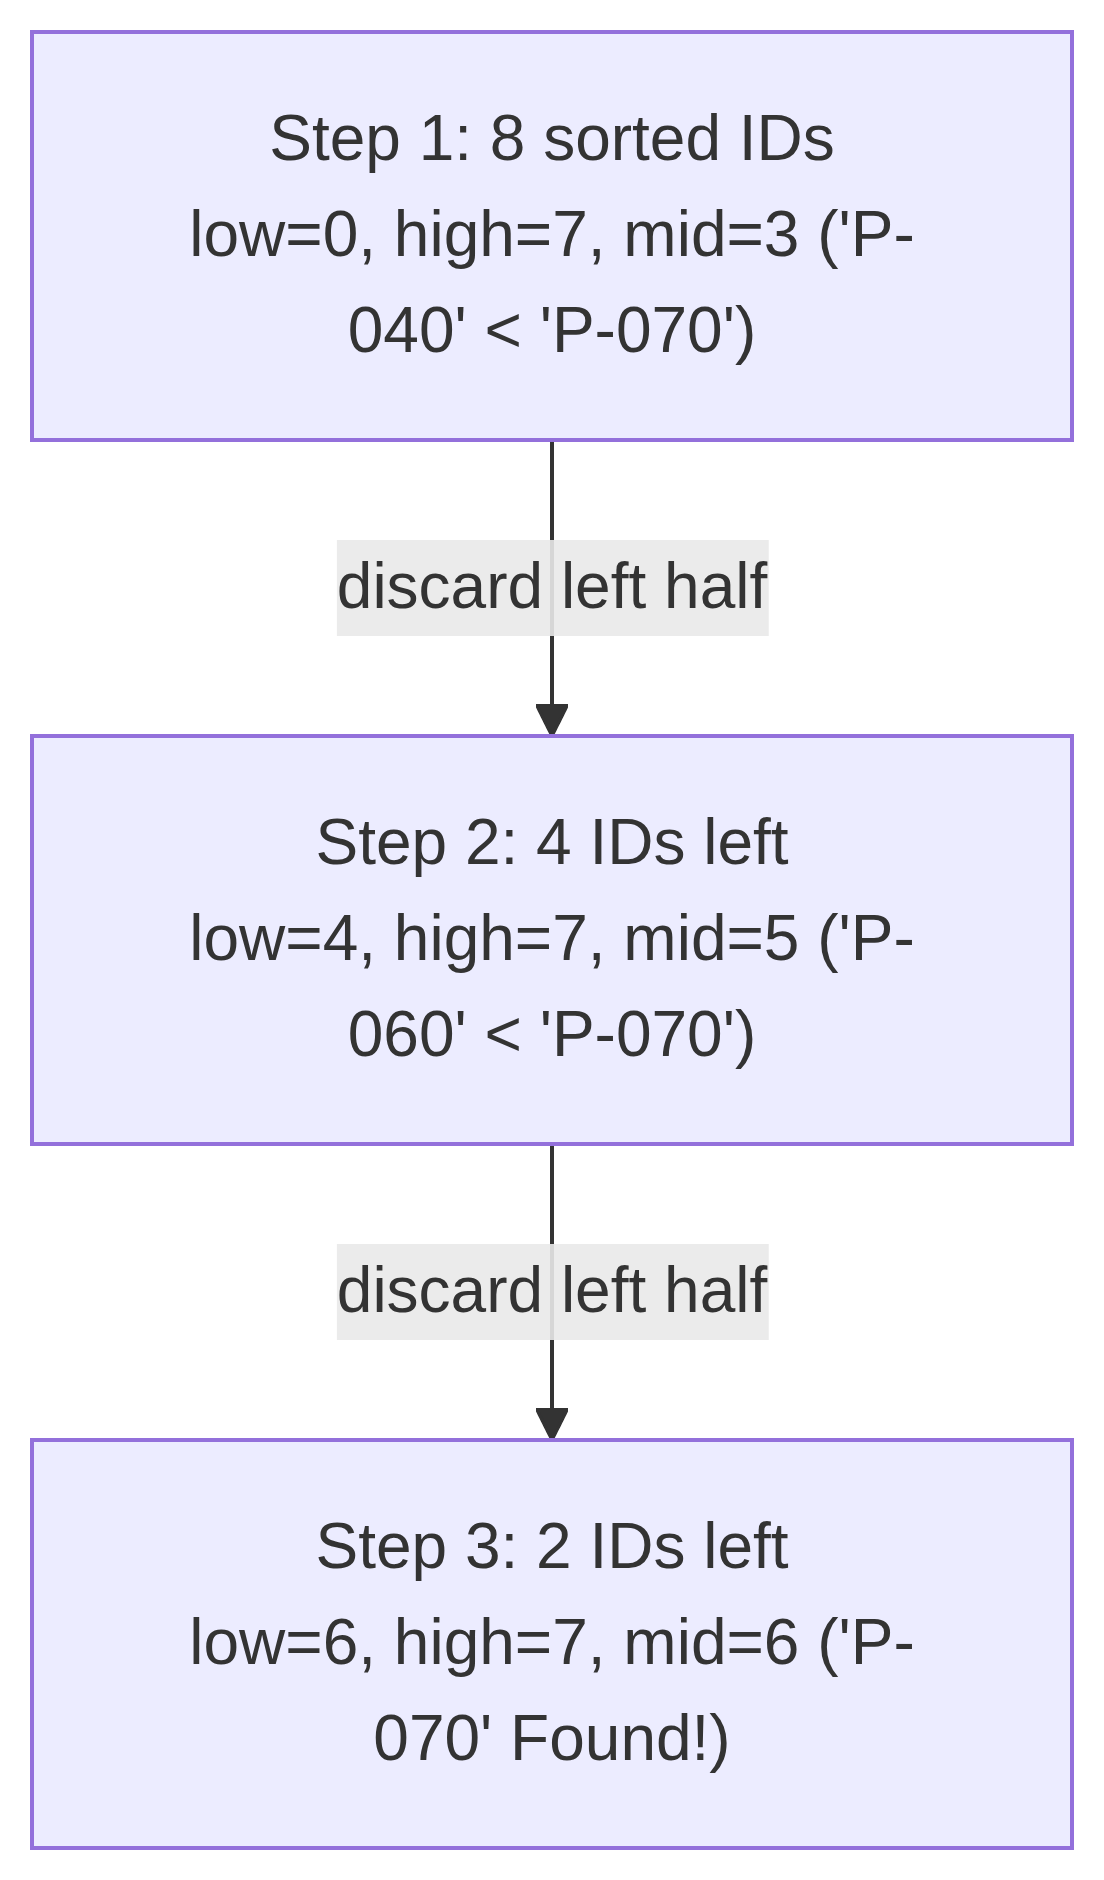 Step 1: 8 sorted IDs
low=0, high=7, mid=3 ('P-
040' < 'P-070')
discard left half
Step 2: 4 IDs left
low=4, high=7, mid=5 ('P-
060' < 'P-070')
discard left half
Step 3: 2 IDs left
low=6, high=7, mid=6 ('P-
070' Found!)